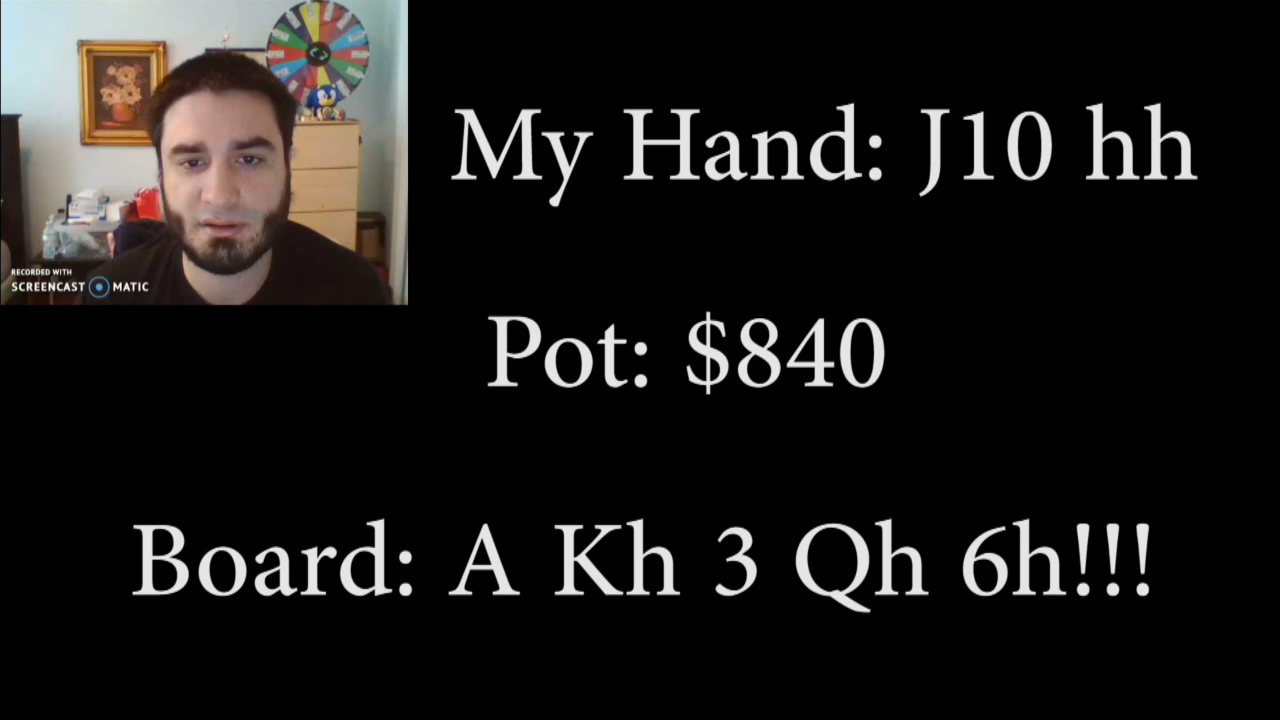 My Hand: J10 hh
RECORDED WITH
SCREENCAST MATIC
Pot: $840
Board: A Kh 3 Qh 6h!!!